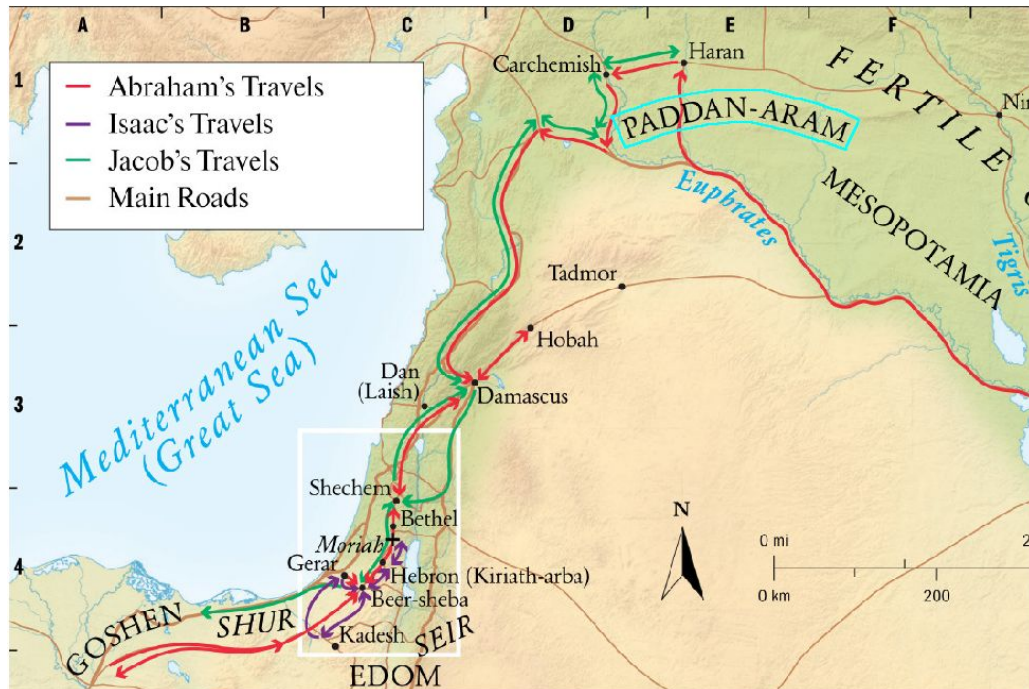 A
B
C
D
E
F
1
2
3
4
Abraham's Travels
Isaac's Travels
Jacob's Travels
Main Roads
Carchemish
Haran
PADDAN-ARAM
FERTILE
MESOPOTAMIA
Euphrates
Tigris
Tadmor
Hobah
Damascus
Dan
(Laish)
Mediterranean Sea
(Great Sea)
Shechem
Bethel
Moriah
Gerar
Hebron (Kiriath-arba)
Beer-sheba
Kadesh
GOSHEN
SHUR
SEIR
EDOM
N
0 mi
0 km
200